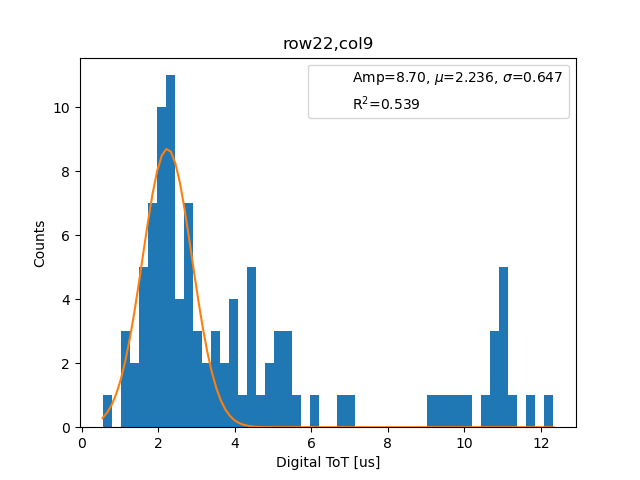 row22,col9
Amp=8.70, μ=2.236, σ=0.647
R²=0.539
Counts
10
8
6
4
2
0
0 2 4 6 8 10 12
Digital ToT [us]